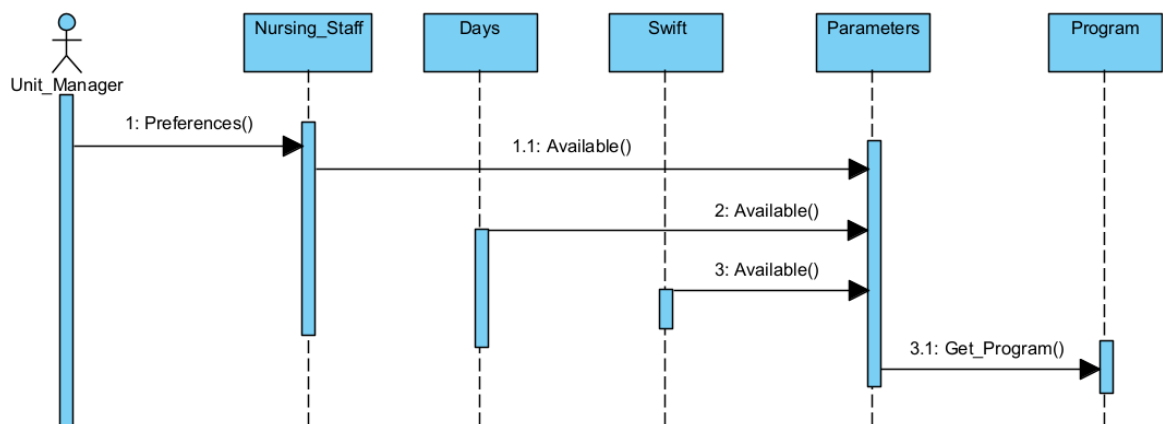 Nursing_Staff
Days
Swift
Parameters
Program
Unit_Manager
1: Preferences()
1.1: Available()
2: Available()
3: Available()
3.1: Get_Program()